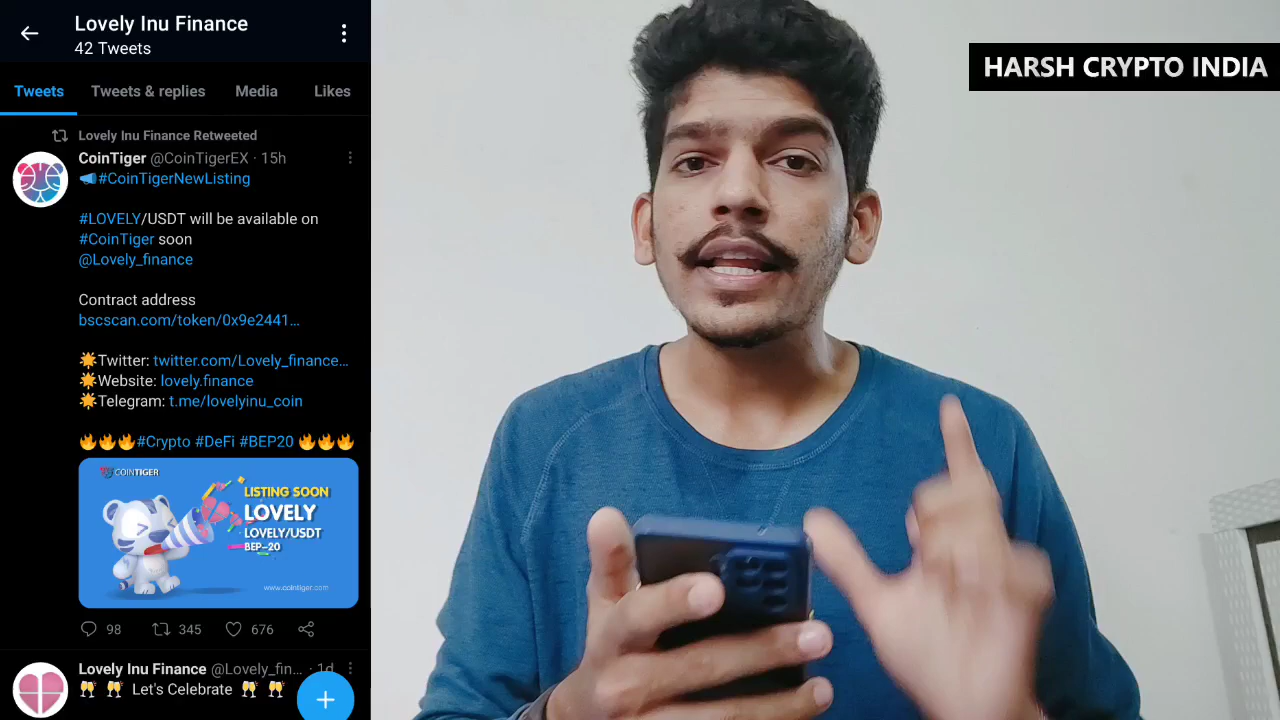 Lovely Inu Finance
42 Tweets
HARSH CRYPTO INDIA
Tweets Tweets & replies Media Likes
Lovely Inu Finance Retweeted
CoinTiger @CoinTigerEX · 15h
📣#CoinTigerNewListing
#LOVELY/USDT will be available on
#CoinTiger soon
@Lovely_finance
Contract address
bscscan.com/token/0x9e2441…
🌟Twitter: twitter.com/Lovely_finance…
🌟Website: lovely.finance
🌟Telegram: t.me/lovelyinu_coin
🔥🔥🔥#Crypto #DeFi #BEP20 🔥🔥🔥
COINTIGER
LISTING SOON
LOVELY
LOVELY/USDT
BEP-20
www.cointiger.com
98 345 676
Lovely Inu Finance @Lovely_fin… · 1d
🥂 🥂 Let's Celebrate 🥂 🥂